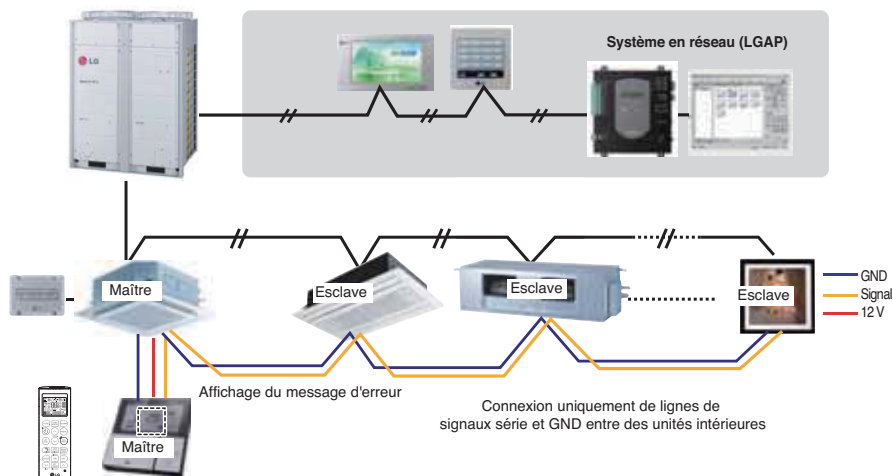 Système en réseau (LGAP)
LG
Maître
Esclave
Esclave
Esclave
GND
Signal
12 V
Affichage du message d'erreur
Connexion uniquement de lignes de
signaux série et GND entre des unités intérieures
Maître